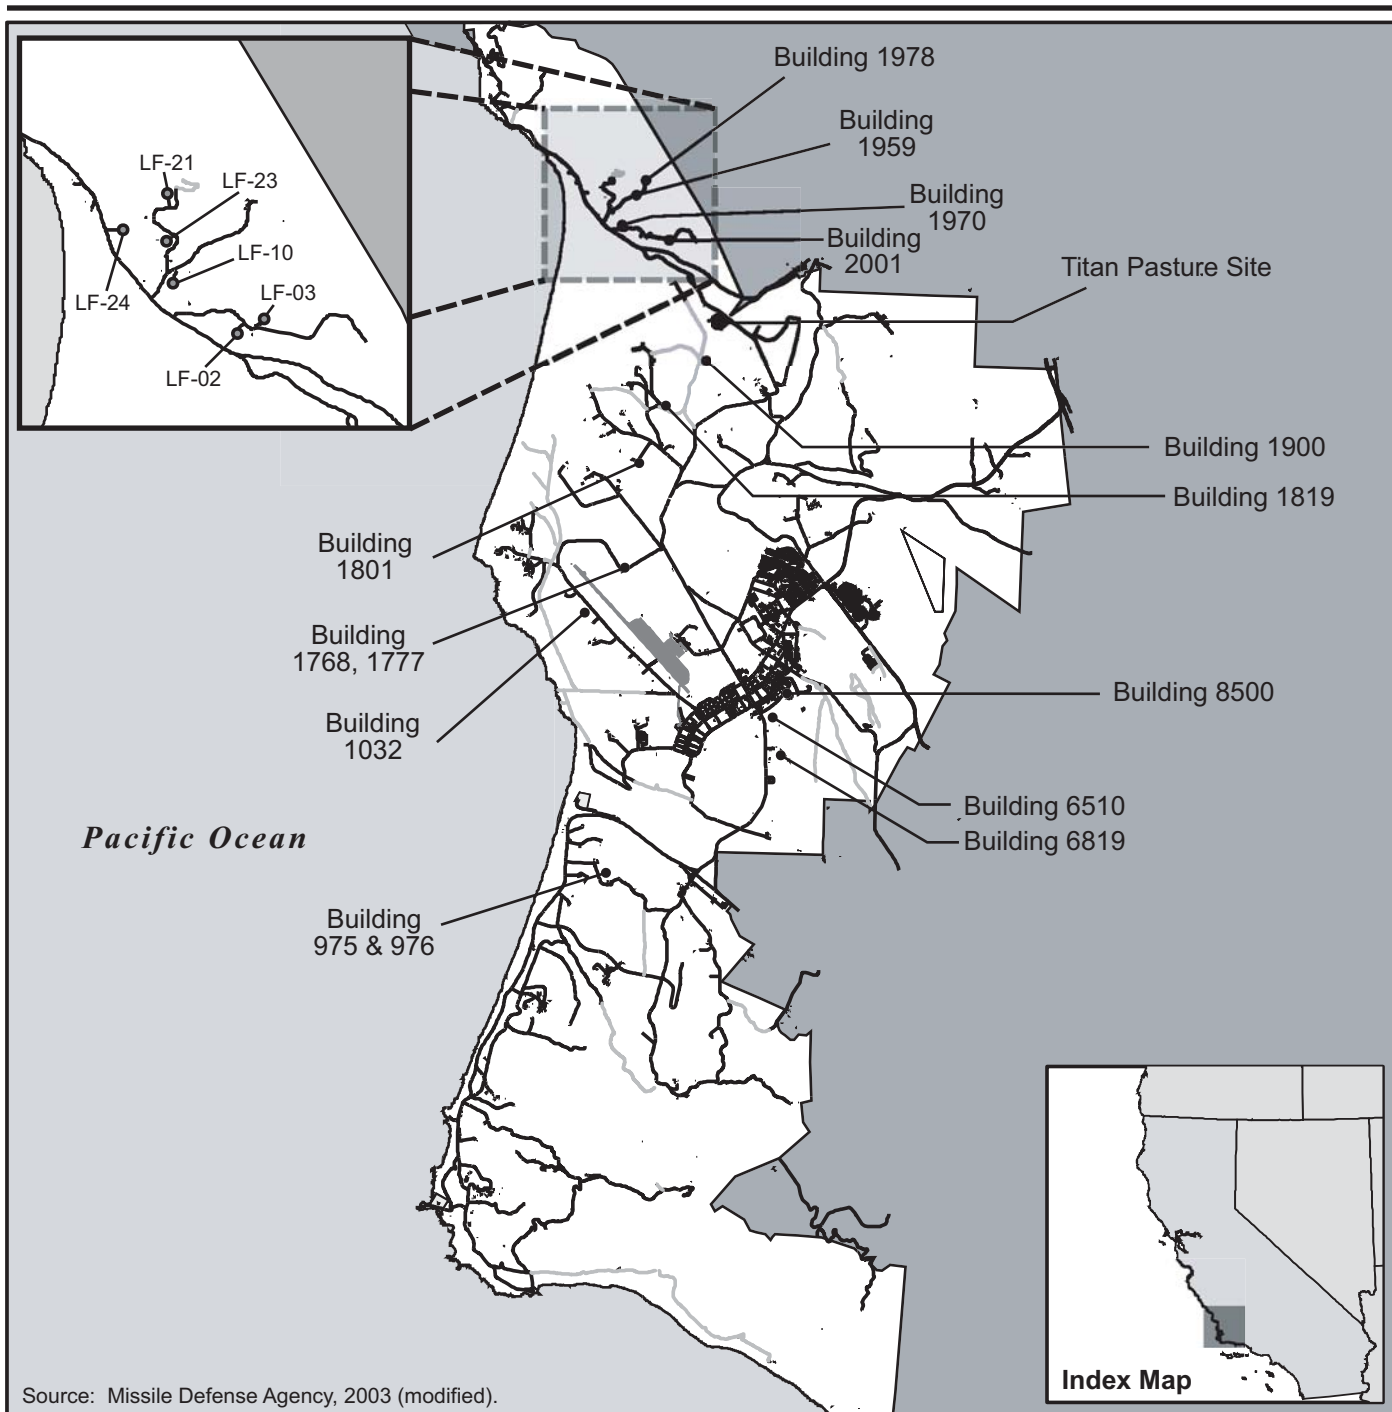 Building 1978
Building
1959
Building
1970
Building
2001
Titan Pasture Site
LF-21
LF-23
LF-10
LF-03
LF-24
LF-02
Building 1900
Building 1819
Building
1801
Building
1768, 1777
Building
1032
Building 8500
Building 6510
Building 6819
Pacific Ocean
Building
975 & 976
Index Map
Source: Missile Defense Agency, 2003 (modified).